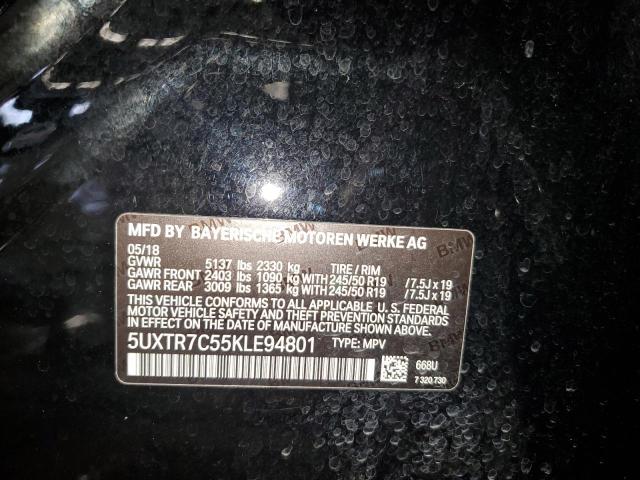 MFD BY BAYERISCHE MOTOREN WERKE AG
05/18
GVWR 5137 lbs 2330 kg TIRE / RIM
GAWR FRONT 2403 lbs 1090 kg WITH 245/50 R19 / 7.5J x 19
GAWR REAR 3009 lbs 1365 kg WITH 245/50 R19 / 7.5J x 19
THIS VEHICLE CONFORMS TO ALL APPLICABLE U. S. FEDERAL
MOTOR VEHICLE SAFETY, BUMPER, AND THEFT PREVENTION
STANDARDS IN EFFECT ON THE DATE OF MANUFACTURE SHOWN ABOVE.
5UXTR7C55KLE94801 TYPE: MPV
668U
7 320 730